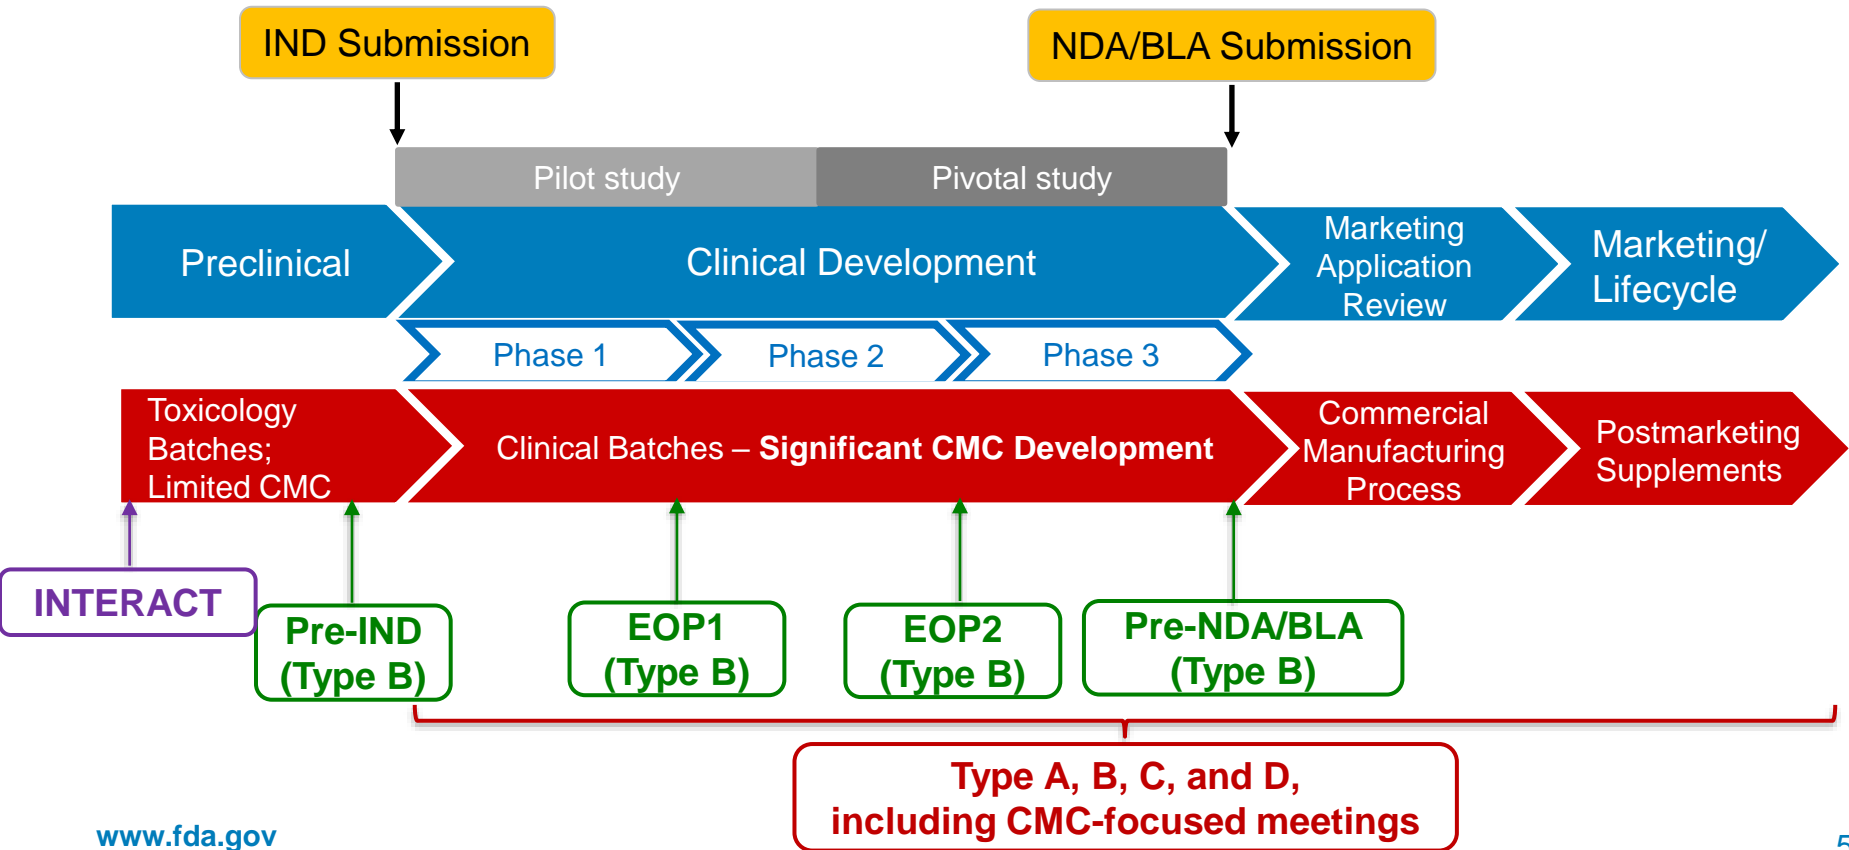 IND Submission
NDA/BLA Submission
Pilot study
Pivotal study
Preclinical
Clinical Development
Marketing
Application
Review
Marketing/
Lifecycle
Phase 1
Phase 2
Phase 3
Toxicology
Batches;
Limited CMC
Clinical Batches – Significant CMC Development
Commercial
Manufacturing
Process
Postmarketing
Supplements
INTERACT
Pre-IND
(Type B)
EOP1
(Type B)
EOP2
(Type B)
Pre-NDA/BLA
(Type B)
Type A, B, C, and D,
including CMC-focused meetings
www.fda.gov
5